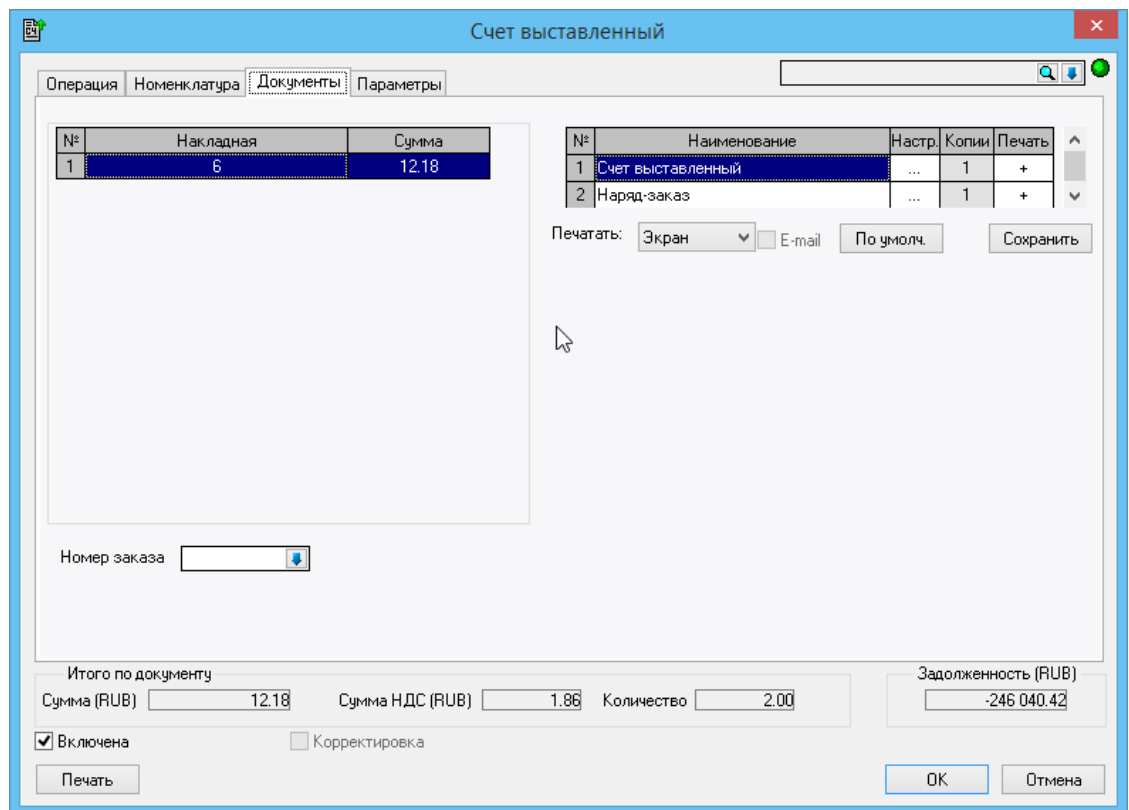 Счет выставленный
Операция Номенклатура Документы Параметры
№ Накладная Сумма
1 6 12.18
№ Наименование Настр. Копии Печать
1 Счет выставленный ... 1 +
2 Наряд-заказ ... 1 +
Печатать: Экран E-mail По умолч. Сохранить
Номер заказа
Итого по документу
Сумма (RUB) 12.18 Сумма НДС (RUB) 1.86 Количество 2.00
Задолженность (RUB)
-246 040.42
Включена Корректировка
Печать OK Отмена